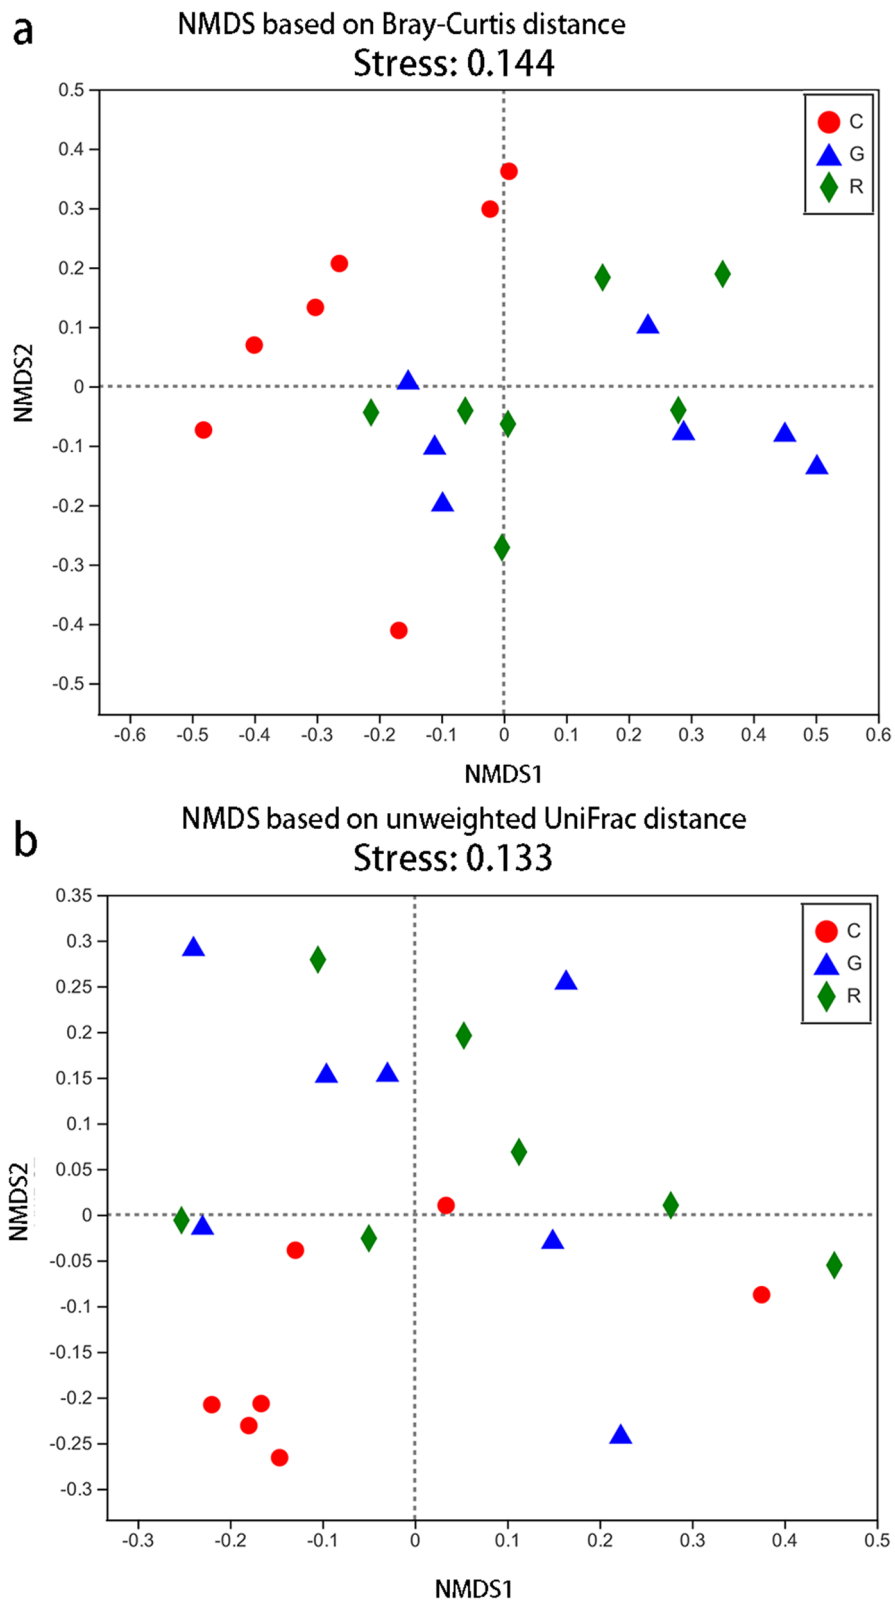 a
NMDS based on Bray-Curtis distance
Stress: 0.144
0.5
0.4
0.3
0.2
0.1
0
-0.1
-0.2
-0.3
-0.4
-0.5
NMDS2
C
G
R
-0.6 -0.5 -0.4 -0.3 -0.2 -0.1 0 0.1 0.2 0.3 0.4 0.5 0.6
NMDS1
b
NMDS based on unweighted UniFrac distance
Stress: 0.133
0.35
0.3
0.25
0.2
0.15
0.1
0.05
0
-0.05
-0.1
-0.15
-0.2
-0.25
-0.3
NMDS2
C
G
R
-0.3 -0.2 -0.1 0 0.1 0.2 0.3 0.4 0.5
NMDS1